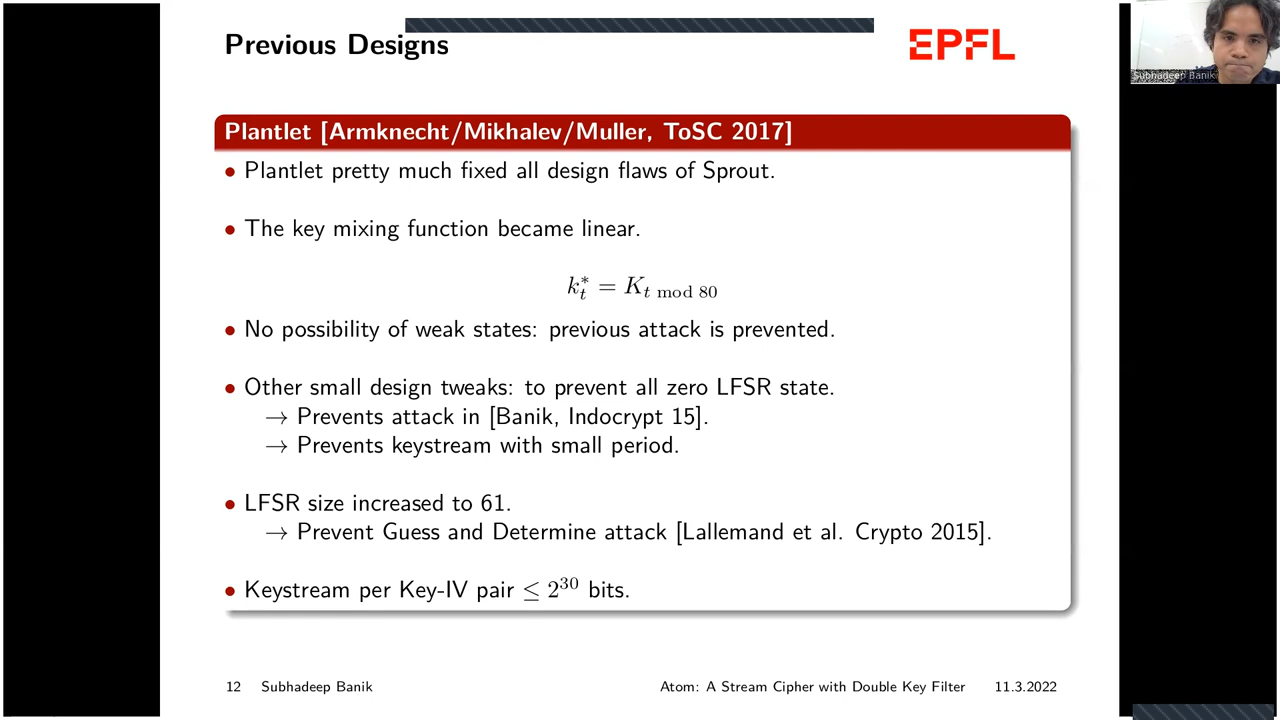 Previous Designs
EPFL
Subhadeep Banik
Plantlet [Armknecht/Mikhalev/Muller, ToSC 2017]
• Plantlet pretty much fixed all design flaws of Sprout.
• The key mixing function became linear.
k*_t = K_{t mod 80}
• No possibility of weak states: previous attack is prevented.
• Other small design tweaks: to prevent all zero LFSR state.
→ Prevents attack in [Banik, Indocrypt 15].
→ Prevents keystream with small period.
• LFSR size increased to 61.
→ Prevent Guess and Determine attack [Lallemand et al. Crypto 2015].
• Keystream per Key-IV pair ≤ 2^30 bits.
12 Subhadeep Banik Atom: A Stream Cipher with Double Key Filter 11.3.2022